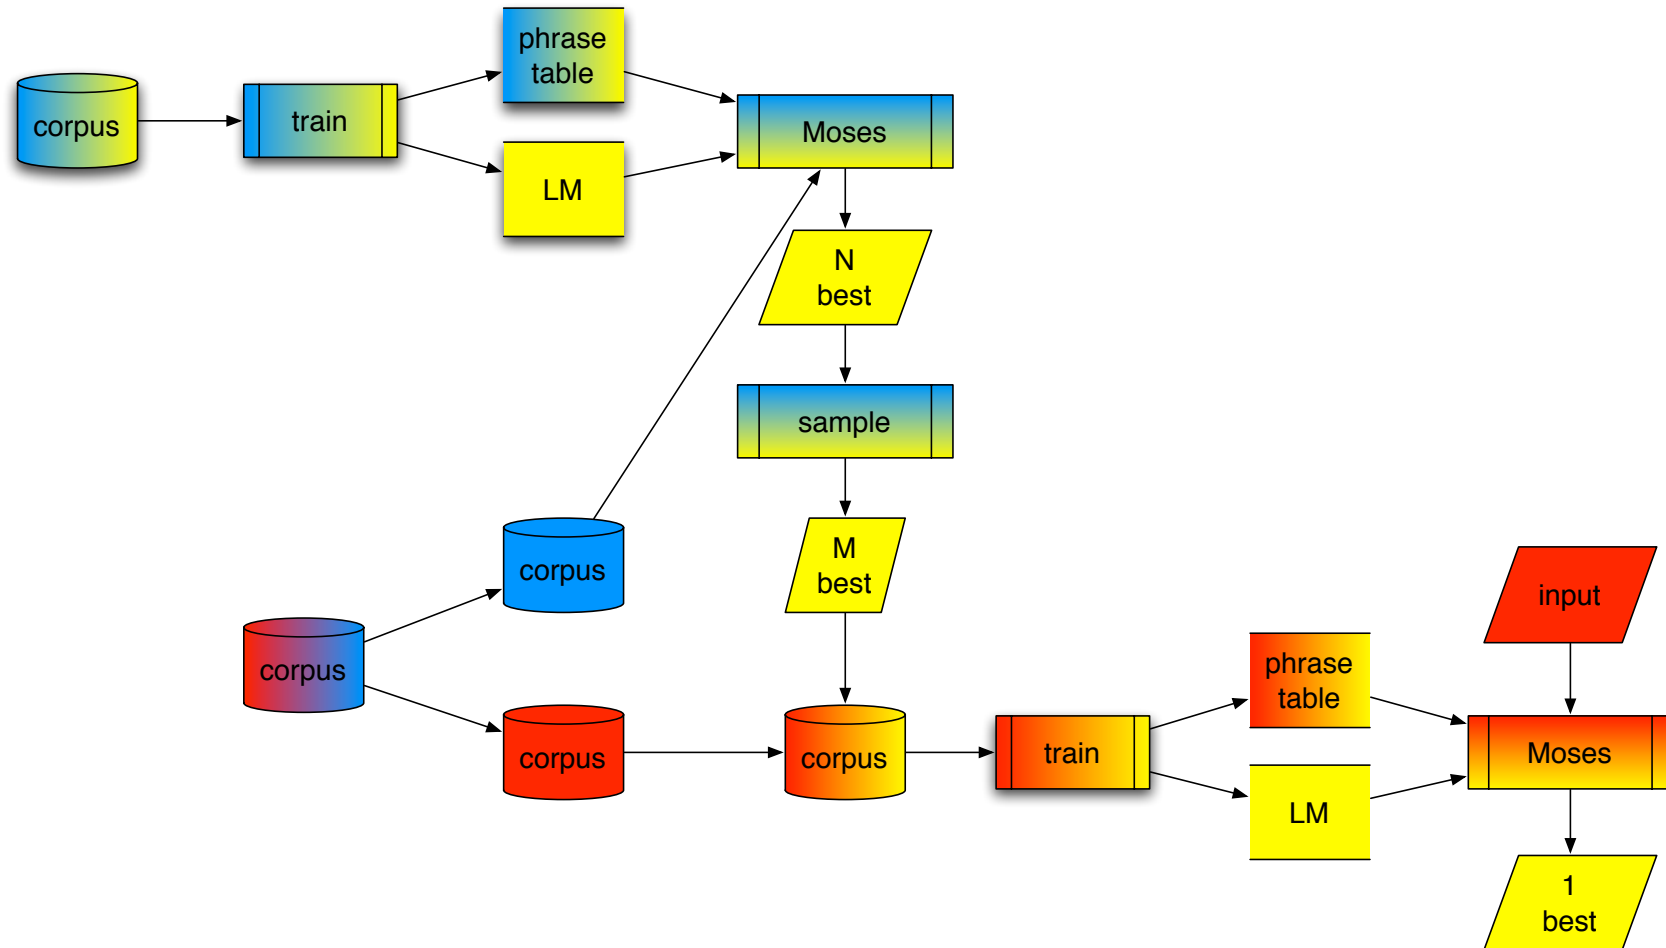 phrase
table
corpus
train
Moses
LM
N
best
sample
corpus
M
best
input
corpus
phrase
table
corpus
corpus
train
Moses
LM
1
best